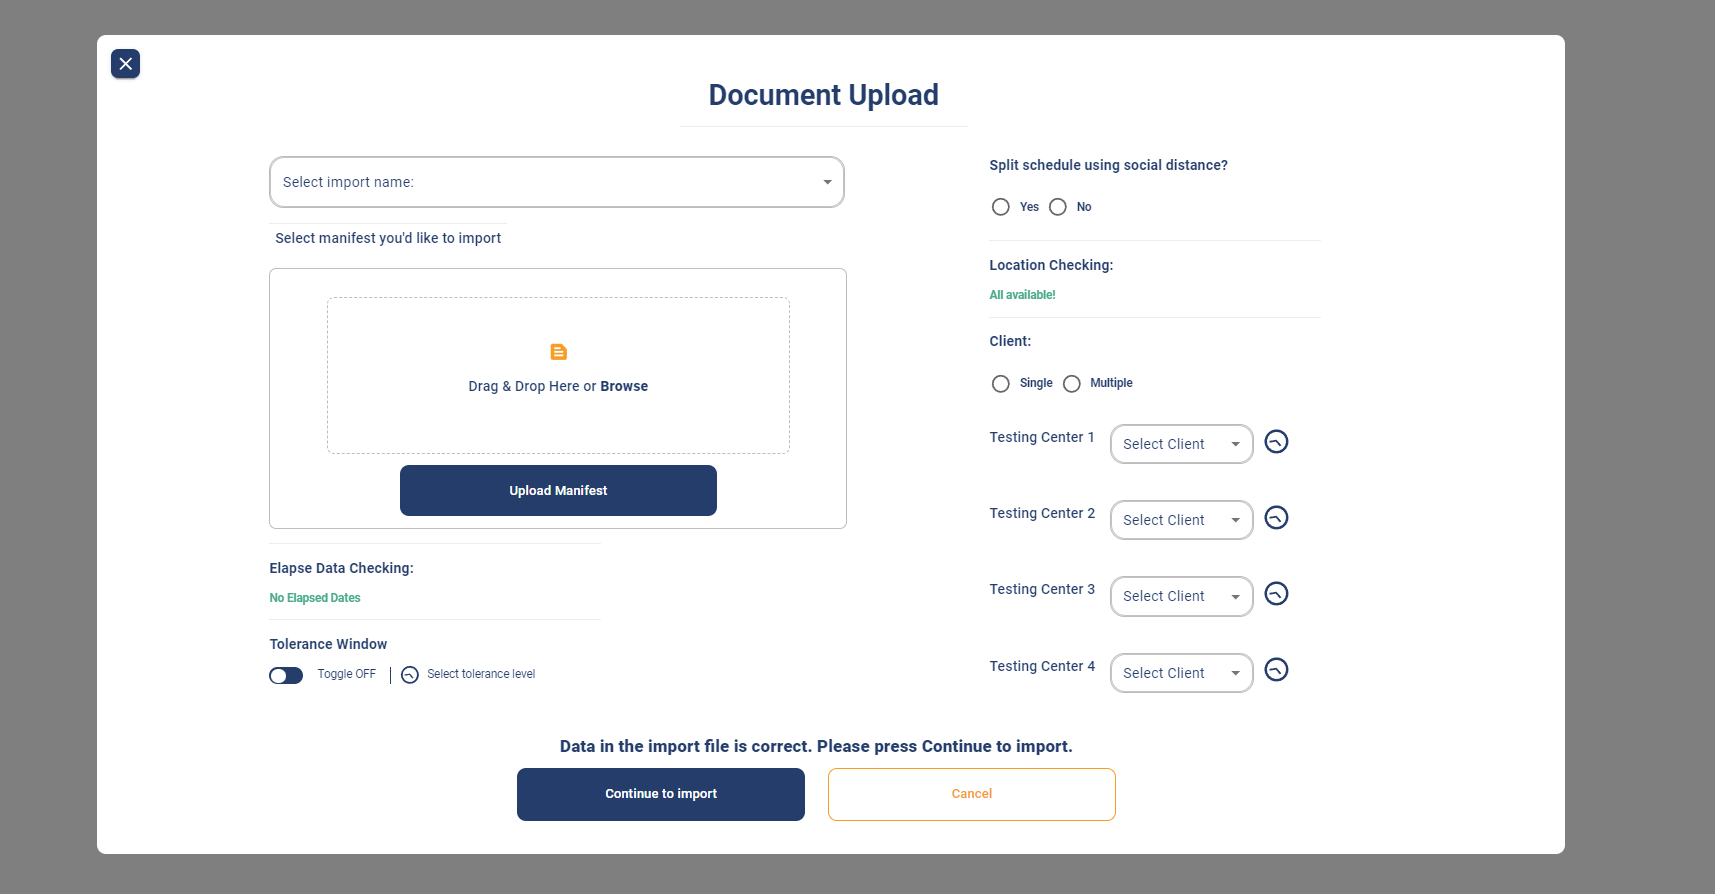 Document Upload
Select import name:
Select manifest you'd like to import
Drag & Drop Here or Browse
Upload Manifest
Elapse Data Checking:
No Elapsed Dates
Tolerance Window
Toggle OFF
Select tolerance level
Split schedule using social distance?
Yes No
Location Checking:
All available!
Client:
Single Multiple
Testing Center 1 Select Client
Testing Center 2 Select Client
Testing Center 3 Select Client
Testing Center 4 Select Client
Data in the import file is correct. Please press Continue to import.
Continue to import
Cancel